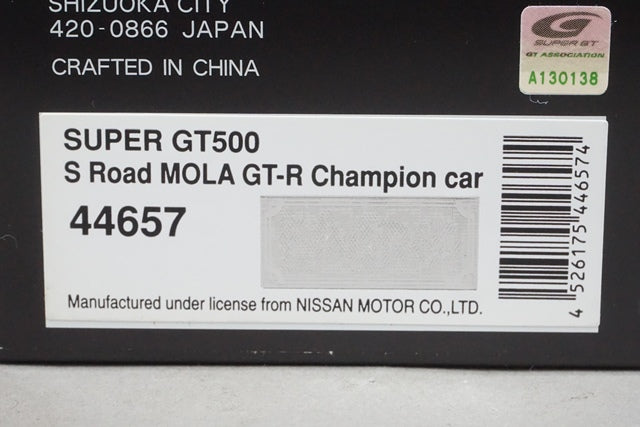 SHIZUOKA CITY
420-0866 JAPAN
CRAFTED IN CHINA
SUPER GT
GT ASSOCIATION
A130138
SUPER GT500
S Road MOLA GT-R Champion car
44657
Manufactured under license from NISSAN MOTOR CO.,LTD.
4 526175 446574